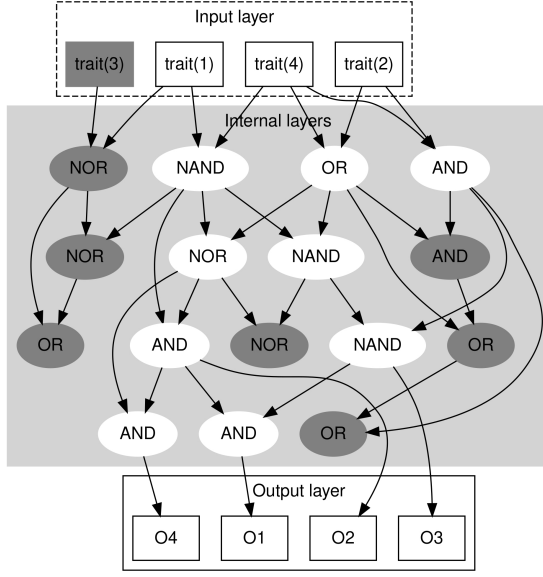 Input layer
trait(3) trait(1) trait(4) trait(2)
Internal layers
NOR NAND OR AND
NOR NOR NAND AND
OR AND NOR NAND OR
AND AND OR
Output layer
O4 O1 O2 O3